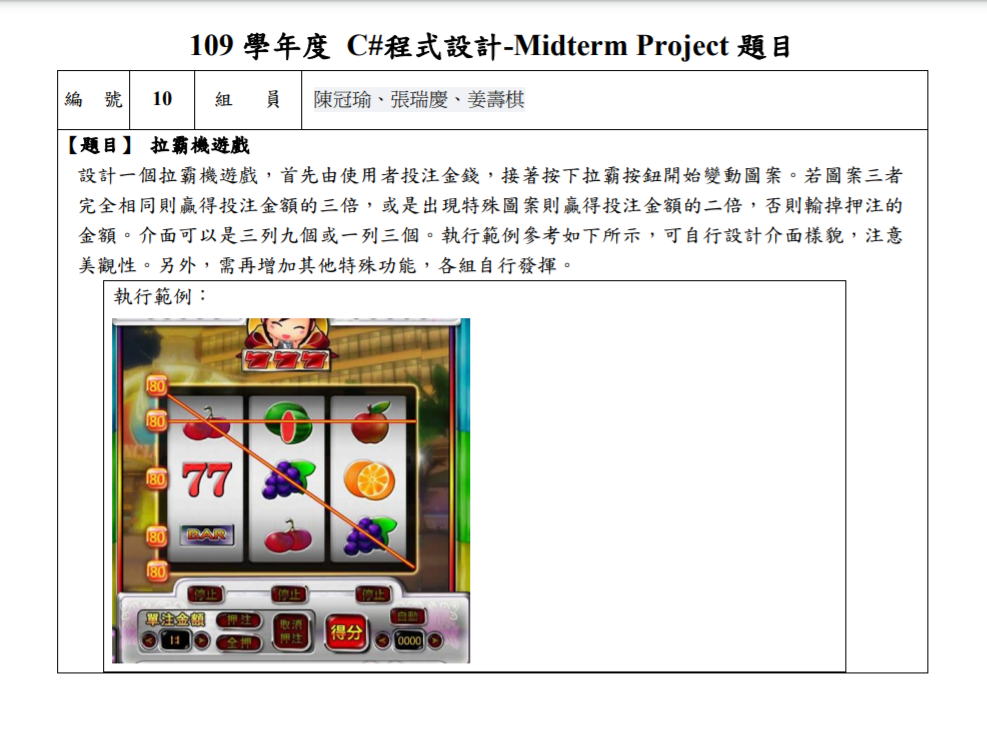 109 學年度 C#程式設計-Midterm Project 題目
編 號 10 組 員 陳冠瑜、張瑞慶、姜壽棋
【題目】 拉霸機遊戲
設計一個拉霸機遊戲，首先由使用者投注金錢，接著按下拉霸按鈕開始變動圖案。若圖案三者
完全相同則贏得投注金額的三倍，或是出現特殊圖案則贏得投注金額的二倍，否則輸掉押注的
金額。介面可以是三列九個或一列三個。執行範例參考如下所示，可自行設計介面樣貌，注意
美觀性。另外，需再增加其他特殊功能，各組自行發揮。
執行範例：
777
80
80
77
80
BAR
80
80
停止 停止 停止
單注金額 押注 取消 押注 得分 自動
全押 0000